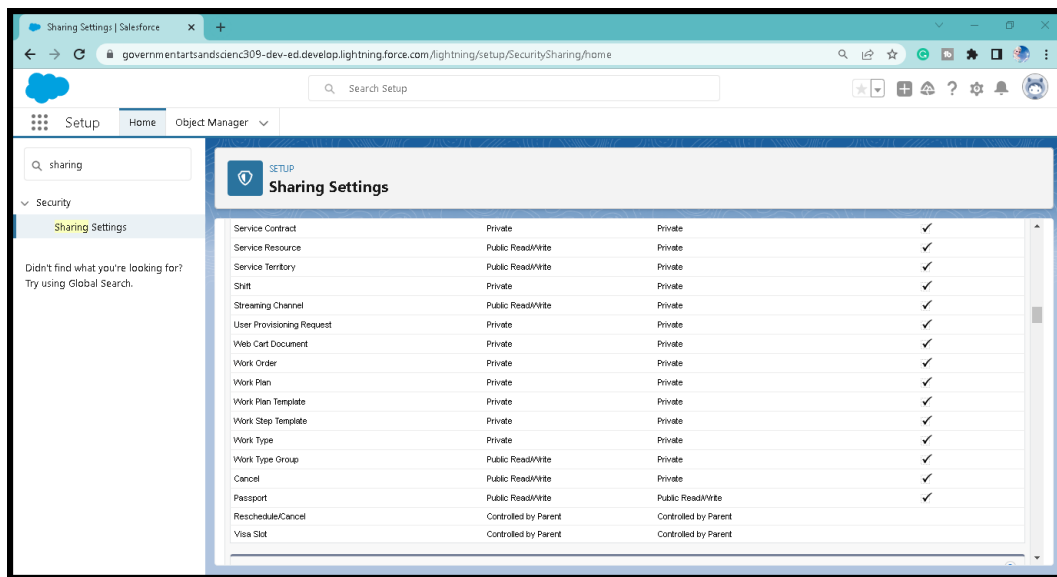 Sharing Settings | Salesforce
governmentartsandscienc309-dev-ed.develop.lightning.force.com/lightning/setup/SecuritySharing/home
Search Setup
Setup Home Object Manager
sharing
Security
Sharing Settings
Didn't find what you're looking for?
Try using Global Search.
SETUP
Sharing Settings
Service Contract Private Private
Service Resource Public Read/Write Private
Service Territory Public Read/Write Private
Shift Private Private
Streaming Channel Public Read/Write Private
User Provisioning Request Private Private
Web Cart Document Private Private
Work Order Private Private
Work Plan Private Private
Work Plan Template Private Private
Work Step Template Private Private
Work Type Private Private
Work Type Group Public Read/Write Private
Cancel Public Read/Write Private
Passport Public Read/Write Public Read/Write
Reschedule/Cancel Controlled by Parent Controlled by Parent
Visa Slot Controlled by Parent Controlled by Parent